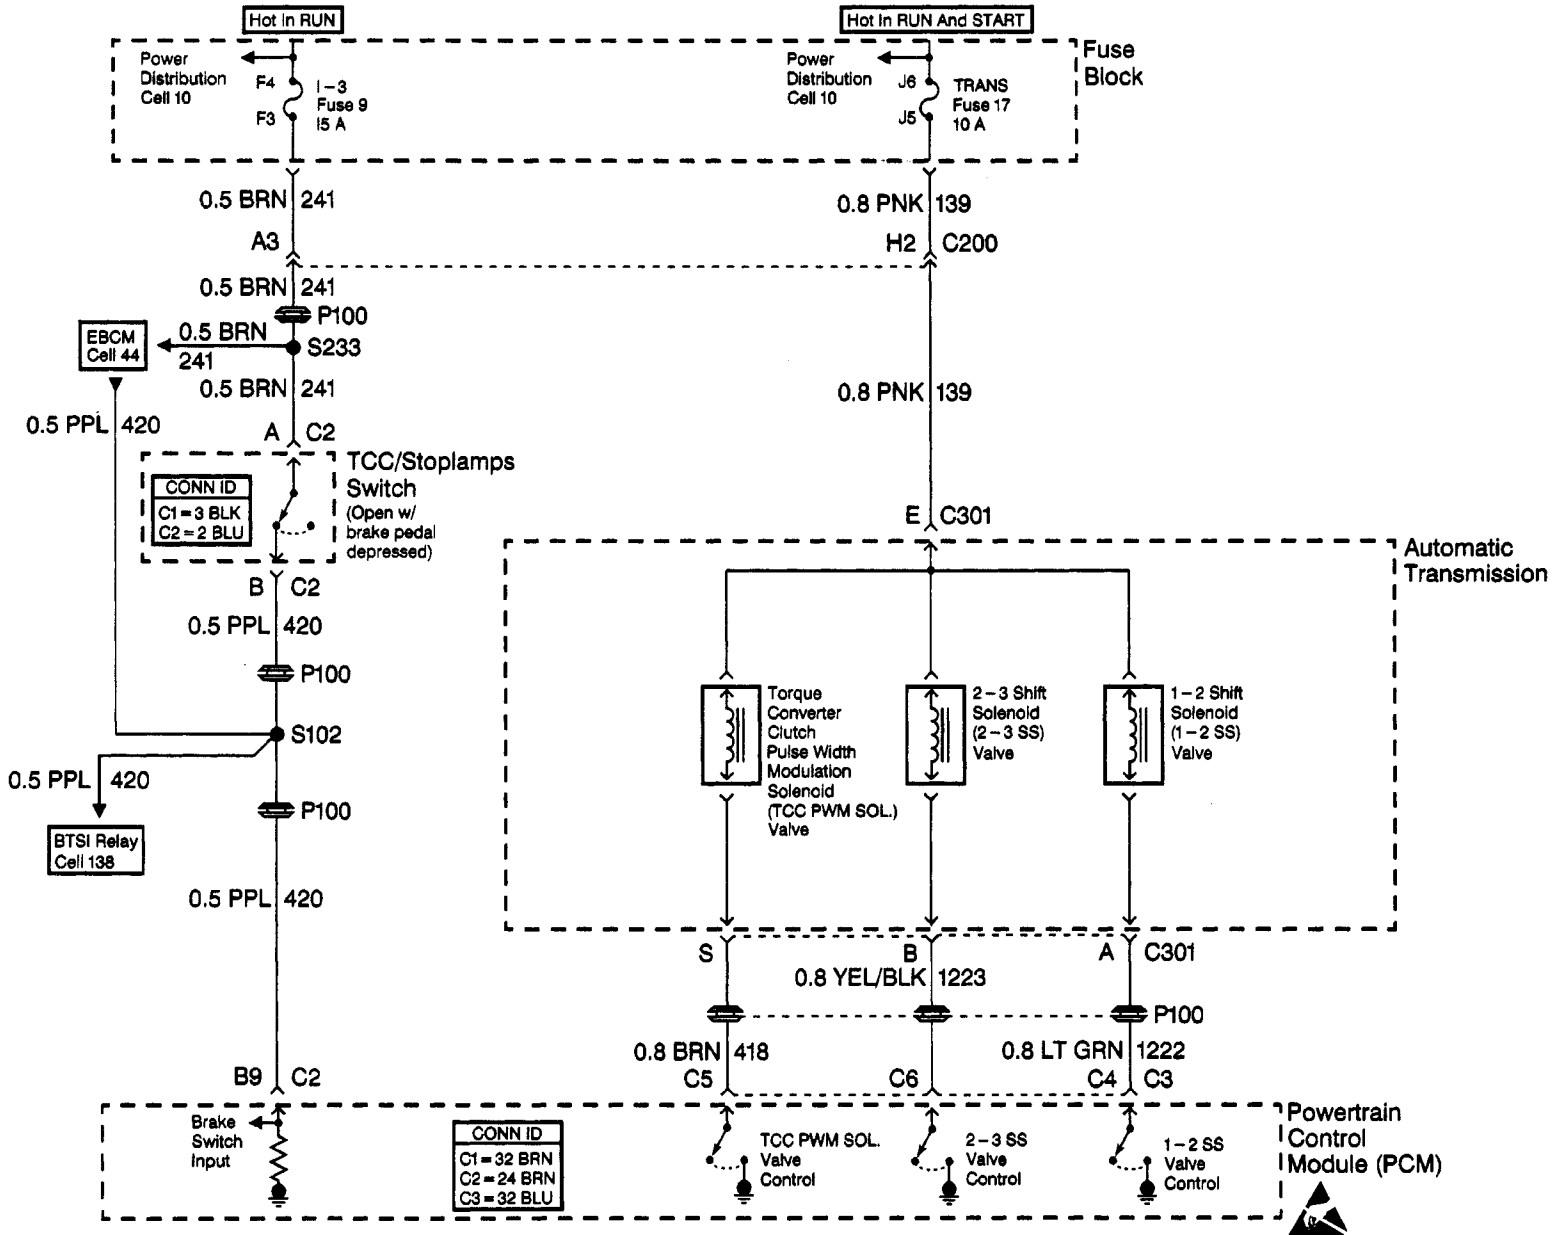 Hot In RUN
Hot In RUN And START
Fuse
Block
Power
Distribution
Cell 10
F4
F3
I – 3
Fuse 9
I5 A
Power
Distribution
Cell 10
J6
J5
TRANS
Fuse 17
10 A
0.5 BRN 241
0.8 PNK 139
A3
H2 C200
0.5 BRN 241
P100
EBCM
Cell 44
0.5 BRN
241
S233
0.5 BRN 241
0.8 PNK 139
0.5 PPL 420
A C2
TCC/Stoplamps
Switch
(Open w/
brake pedal
depressed)
CONN ID
C1 = 3 BLK
C2 = 2 BLU
E C301
Automatic
Transmission
B C2
0.5 PPL 420
P100
S102
Torque
Converter
Clutch
Pulse Width
Modulation
Solenoid
(TCC PWM SOL.)
Valve
2 – 3 Shift
Solenoid
(2 – 3 SS)
Valve
1 – 2 Shift
Solenoid
(1 – 2 SS)
Valve
0.5 PPL 420
P100
BTSI Relay
Cell 138
0.5 PPL 420
S B A C301
0.8 YEL/BLK 1223
P100
0.8 BRN 418
0.8 LT GRN 1222
B9 C2
C5 C6 C4 C3
Brake
Switch
Input
CONN ID
C1 = 32 BRN
C2 = 24 BRN
C3 = 32 BLU
TCC PWM SOL.
Valve
Control
2 – 3 SS
Valve
Control
1 – 2 SS
Valve
Control
Powertrain
Control
Module (PCM)